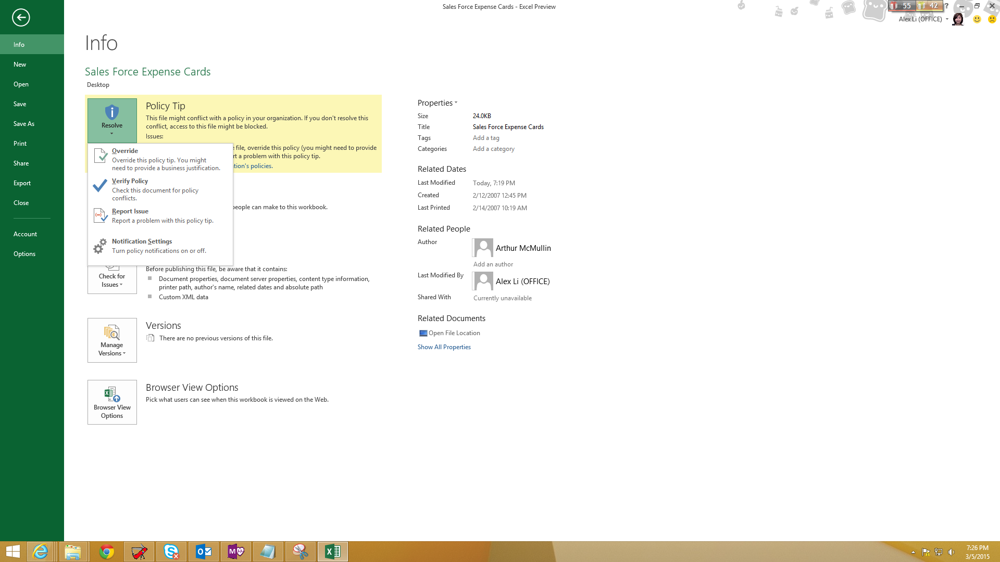 Sales Force Expense Cards - Excel Preview
55 42 ?
Alex Li (OFFICE)
Info
New
Open
Save
Save As
Print
Share
Export
Close
Account
Options
Info
Sales Force Expense Cards
Desktop
Resolve
Policy Tip
This file might conflict with a policy in your organization. If you don't resolve this
conflict, access to this file might be blocked.
Issues:
file, override this policy (you might need to provide
a problem with this policy tip.
policies.
Override
Override this policy tip. You might
need to provide a business justification.
Verify Policy
Check this document for policy
conflicts.
Report Issue
Report a problem with this policy tip.
Notification Settings
Turn policy notifications on or off.
people can make to this workbook.
Check for
Issues
Before publishing this file, be aware that it contains:
Document properties, document server properties, content type information,
printer path, author's name, related dates and absolute path
Custom XML data
Manage
Versions
Versions
There are no previous versions of this file.
Browser View
Options
Browser View Options
Pick what users can see when this workbook is viewed on the Web.
Properties
Size 24.0KB
Title Sales Force Expense Cards
Tags Add a tag
Categories Add a category
Related Dates
Last Modified Today, 7:19 PM
Created 2/12/2007 12:45 PM
Last Printed 2/14/2007 10:19 AM
Related People
Author Arthur McMullin
Add an author
Last Modified By Alex Li (OFFICE)
Shared With Currently unavailable
Related Documents
Open File Location
Show All Properties
7:26 PM
3/5/2015